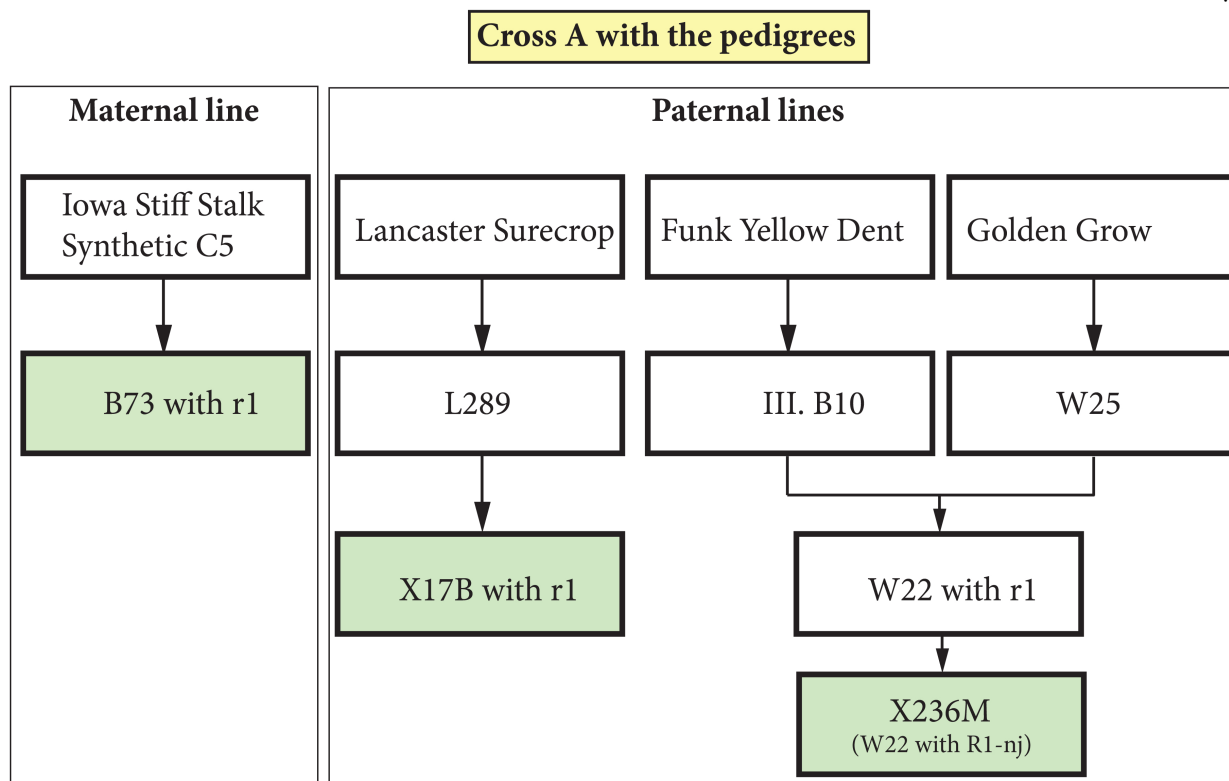 Cross A with the pedigrees
Maternal line
Paternal lines
Iowa Stiff Stalk
Synthetic C5
Lancaster Surecrop
Funk Yellow Dent
Golden Grow
B73 with r1
L289
III. B10
W25
X17B with r1
W22 with r1
X236M
(W22 with R1-nj)